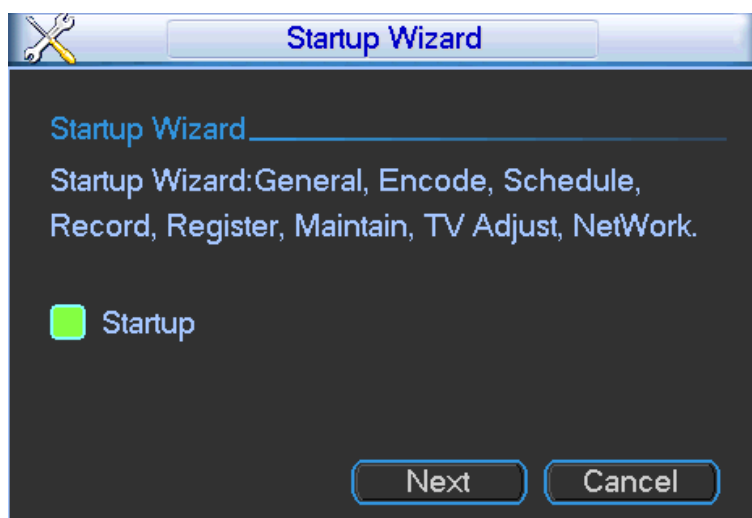 Startup Wizard
Startup Wizard
Startup Wizard:General, Encode, Schedule,
Record, Register, Maintain, TV Adjust, NetWork.
Startup
Next Cancel